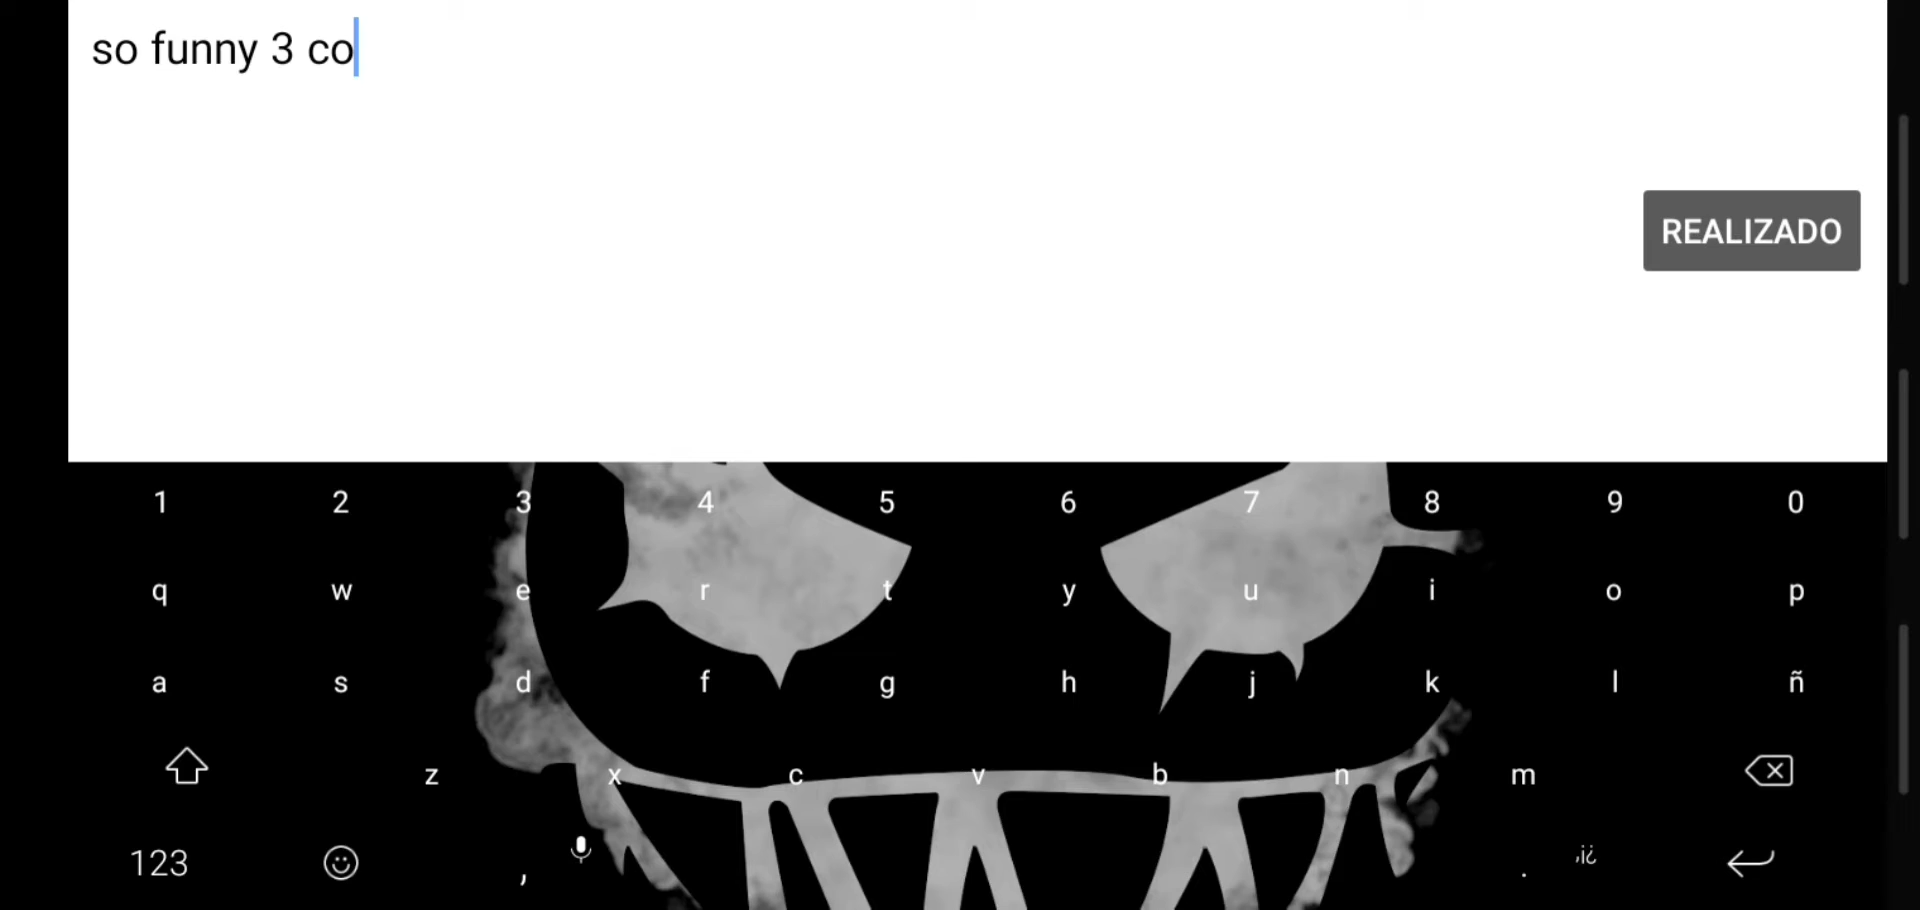 so funny 3 co
REALIZADO
1 2 3 4 5 6 7 8 9 0
q w e r t y u i o p
a s d f g h j k l ñ
z x c v b n m
123 , . ,¡¿